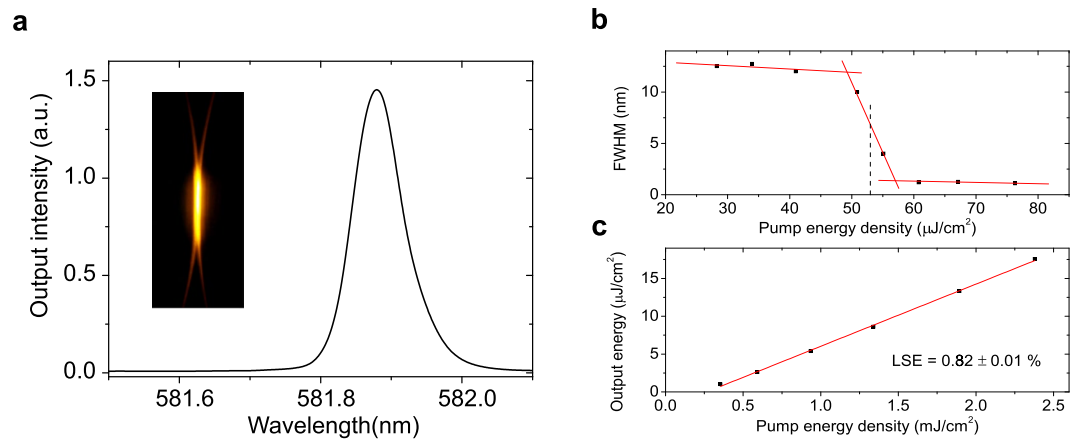 a
1.5
1.0
0.5
0.0
Output intensity (a.u.)
581.6
581.8
582.0
Wavelength(nm)
b
10
5
0
FWHM (nm)
20
30
40
50
60
70
80
Pump energy density (μJ/cm²)
c
15
10
5
0
Output energy (μJ/cm²)
LSE = 0.82 ± 0.01 %
0.0
0.5
1.0
1.5
2.0
2.5
Pump energy density (mJ/cm²)